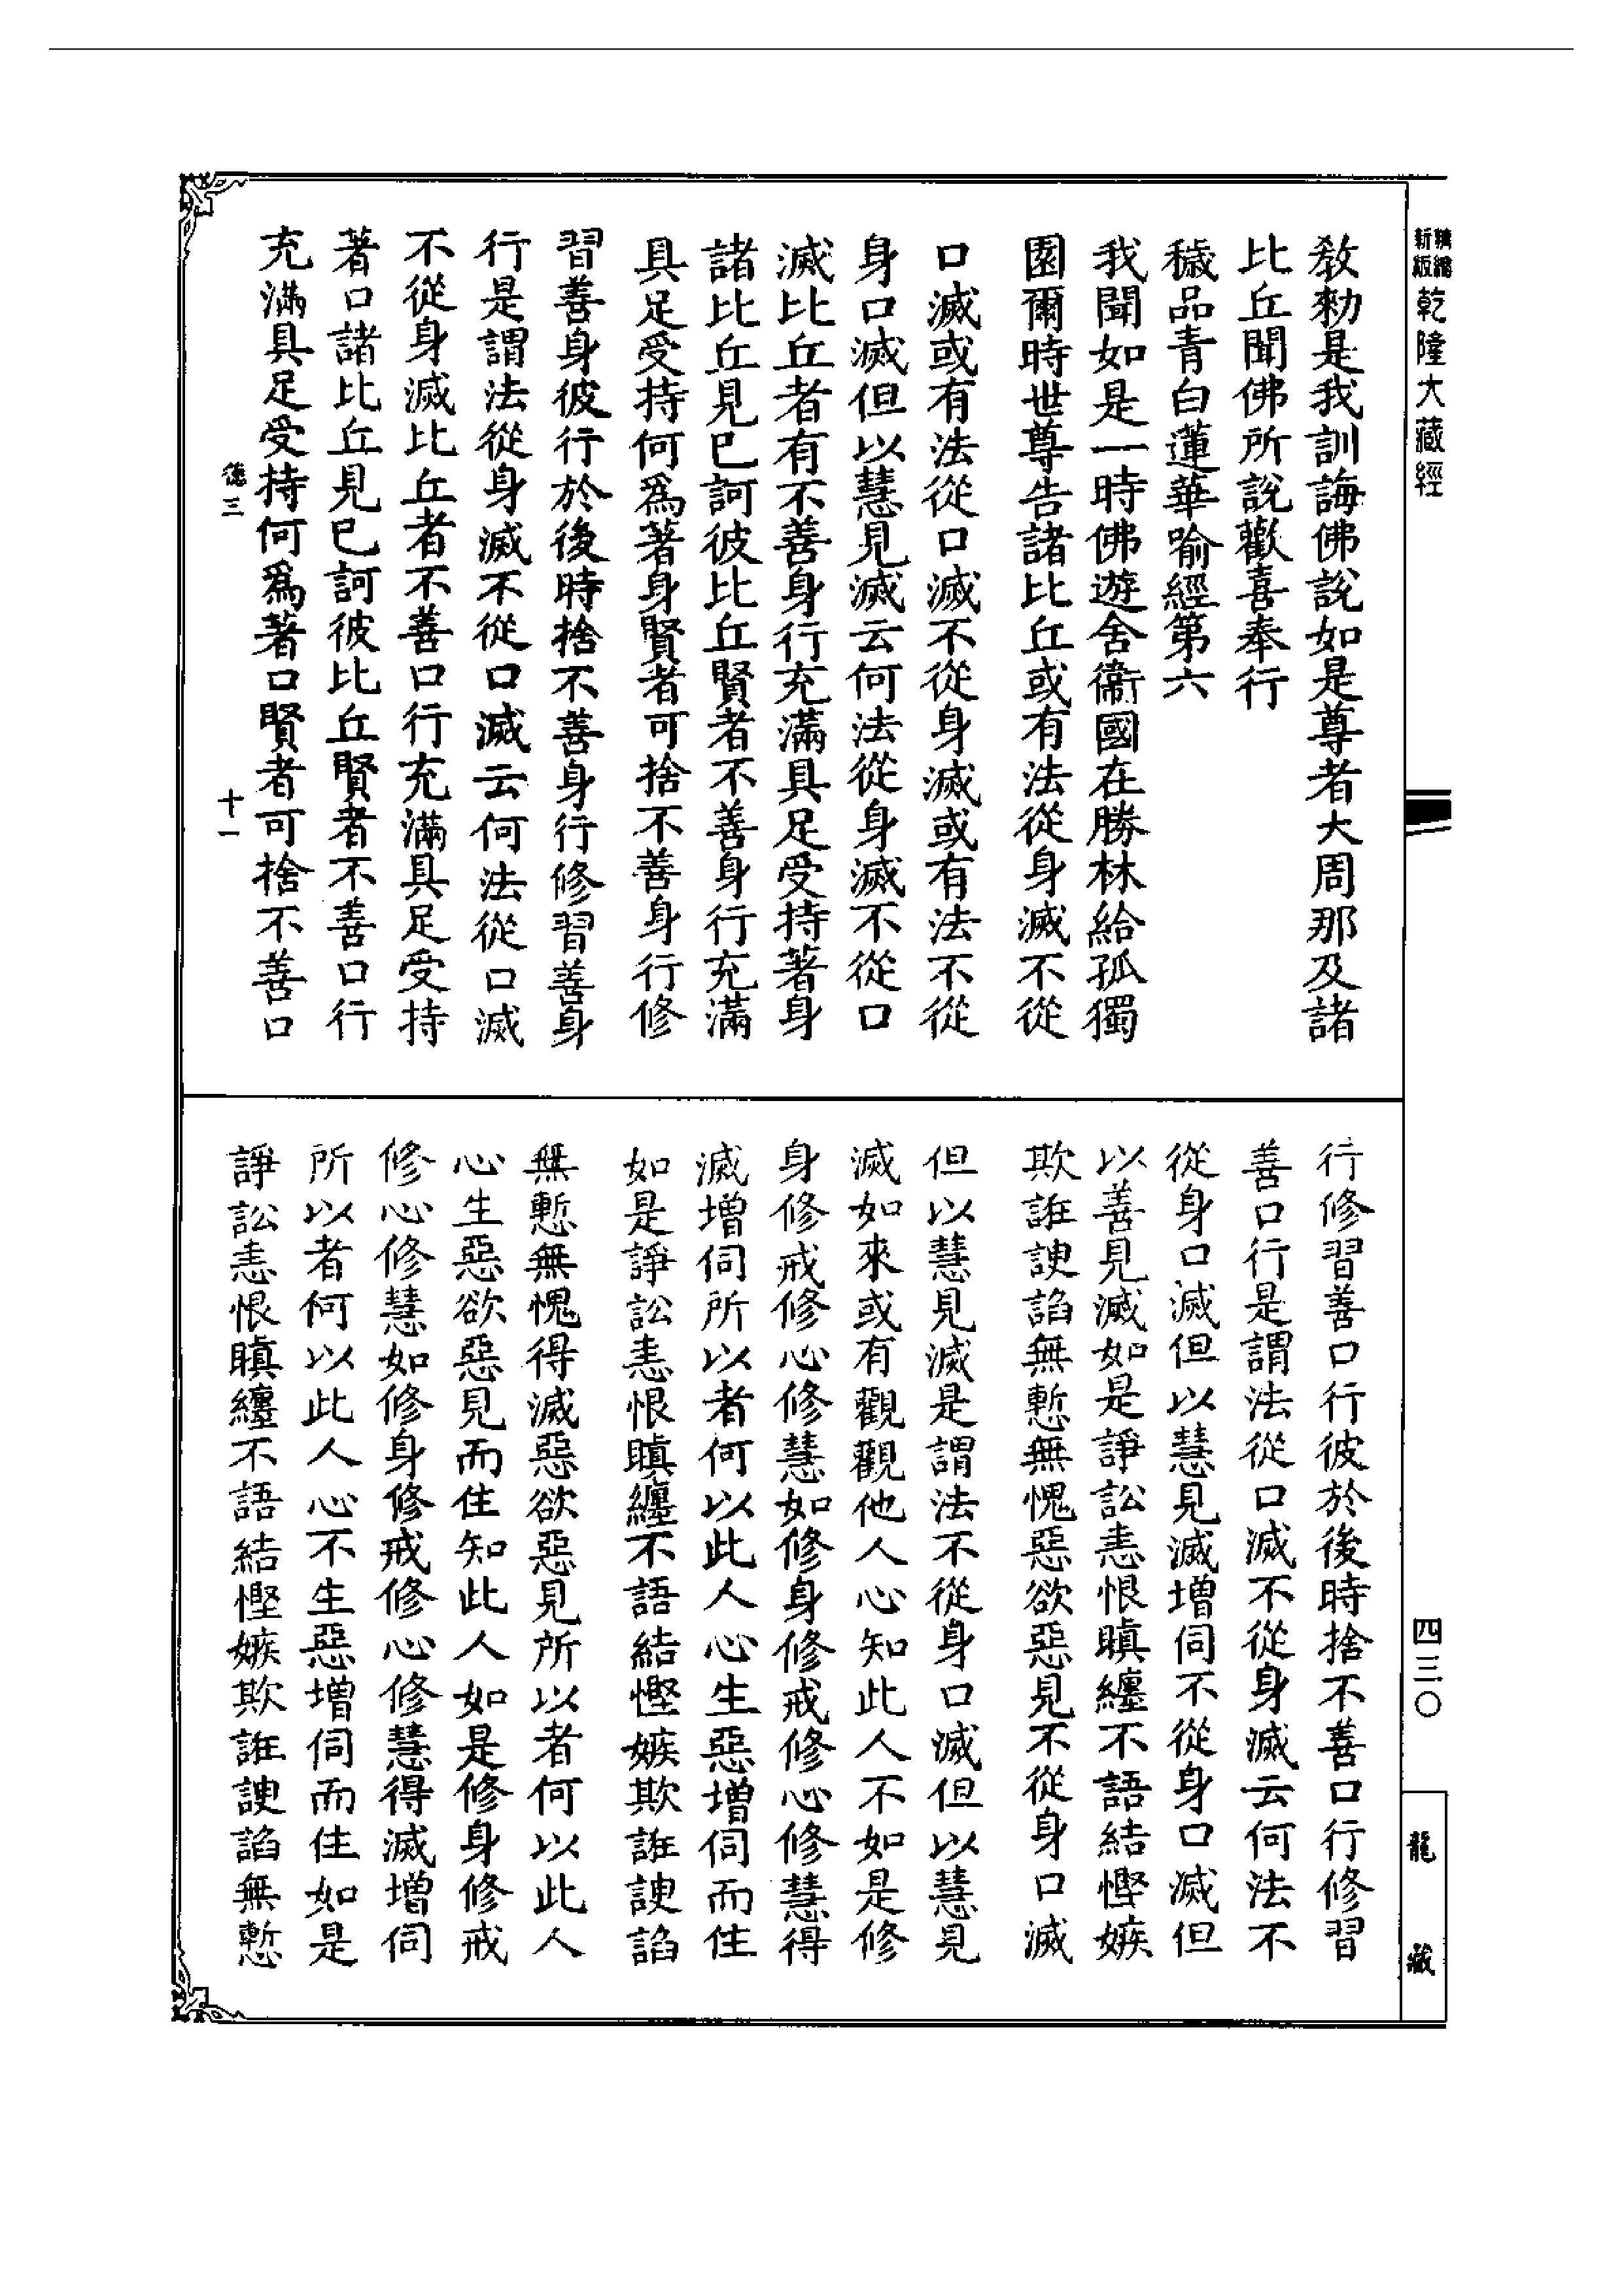 新版精縮乾隆大藏經
四三〇
龍藏
教勑是我訓誨佛說如是尊者大周那及諸
比丘聞佛所說歡喜奉行
穢品青白蓮華喻經第六
我聞如是一時佛遊舍衞國在勝林給孤獨
園爾時世尊告諸比丘或有法從身滅不從
口滅或有法從口滅不從身滅或有法不從
身口滅但以慧見滅云何法從身滅不從口
滅比丘者有不善身行充滿具足受持著身
諸比丘見已訶彼比丘賢者不善身行充滿
具足受持何爲著身賢者可捨不善身行修
習善身彼行於後時捨不善身行修習善身
行是謂法從身滅不從口滅云何法從口滅
不從身滅比丘者不善口行充滿具足受持
著口諸比丘見已訶彼比丘賢者不善口行
充滿具足受持何爲著口賢者可捨不善口
德三
十一
行修習善口行彼於後時捨不善口行修習
善口行是謂法從口滅不從身滅云何法不
從身口滅但以慧見滅增伺不從身口滅但
以善見滅如是諍訟恚恨瞋纏不語結慳嫉
欺誑諛諂無慙無愧惡欲惡見不從身口滅
但以慧見滅是謂法不從身口滅但以慧見
滅如來或有觀觀他人心知此人不如是修
身修戒修心修慧如修身修戒修心修慧得
滅增伺所以者何以此人心生惡增伺而住
如是諍訟恚恨瞋纏不語結慳嫉欺誑諛諂
無慙無愧得滅惡欲惡見所以者何以此人
心生惡欲惡見而住知此人如是修身修戒
修心修慧如修身修戒修心修慧得滅增伺
所以者何以此人心不生惡增伺而住如是
諍訟恚恨瞋纏不語結慳嫉欺誑諛諂無慙